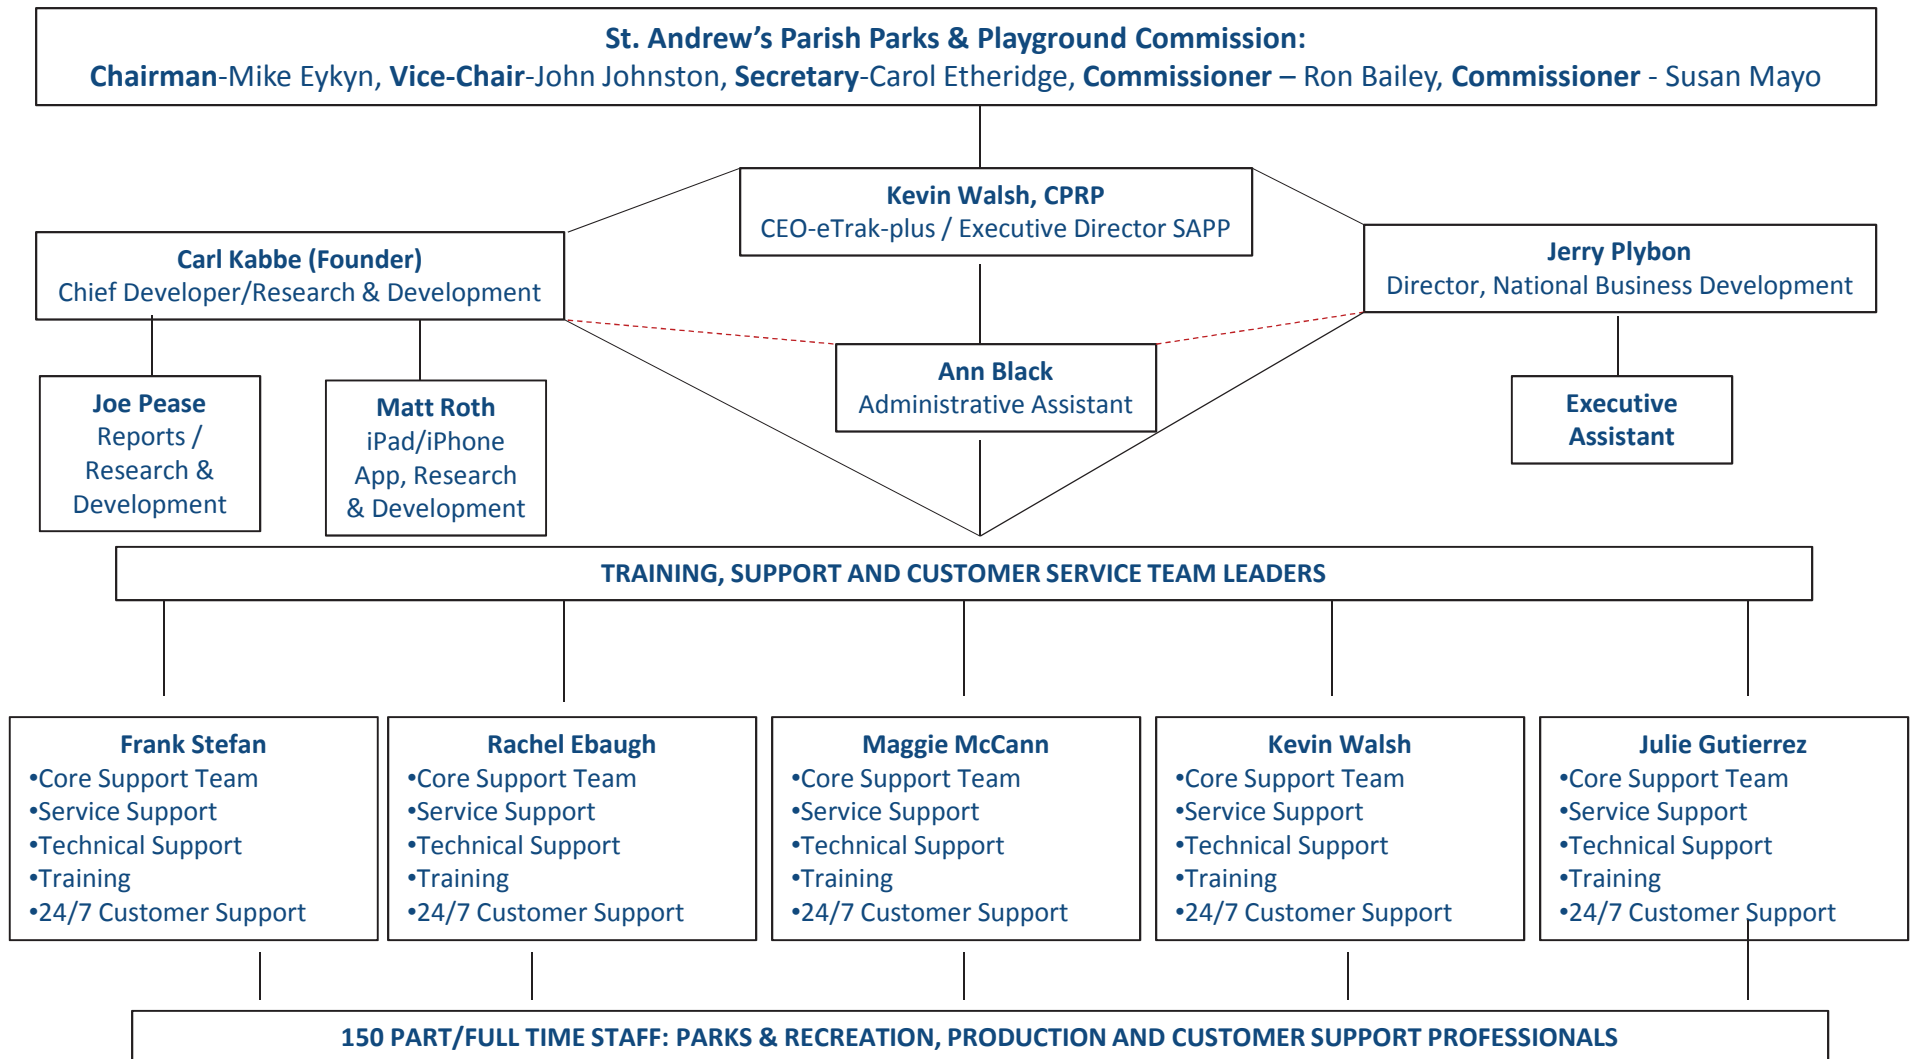 St. Andrew’s Parish Parks & Playground Commission:
Chairman-Mike Eykyn, Vice-Chair-John Johnston, Secretary-Carol Etheridge, Commissioner – Ron Bailey, Commissioner - Susan Mayo
Kevin Walsh, CPRP
CEO-eTrak-plus / Executive Director SAPP
Carl Kabbe (Founder)
Chief Developer/Research & Development
Jerry Plybon
Director, National Business Development
Ann Black
Administrative Assistant
Joe Pease
Reports /
Research &
Development
Matt Roth
iPad/iPhone
App, Research
& Development
Executive
Assistant
TRAINING, SUPPORT AND CUSTOMER SERVICE TEAM LEADERS
Frank Stefan
•Core Support Team
•Service Support
•Technical Support
•Training
•24/7 Customer Support
Rachel Ebaugh
•Core Support Team
•Service Support
•Technical Support
•Training
•24/7 Customer Support
Maggie McCann
•Core Support Team
•Service Support
•Technical Support
•Training
•24/7 Customer Support
Kevin Walsh
•Core Support Team
•Service Support
•Technical Support
•Training
•24/7 Customer Support
Julie Gutierrez
•Core Support Team
•Service Support
•Technical Support
•Training
•24/7 Customer Support
150 PART/FULL TIME STAFF: PARKS & RECREATION, PRODUCTION AND CUSTOMER SUPPORT PROFESSIONALS